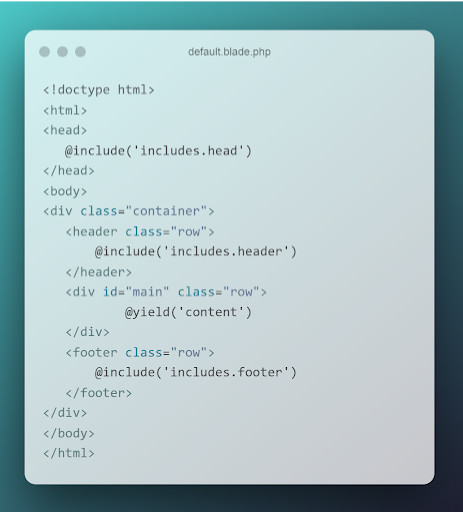 default.blade.php
<!doctype html>
<html>
<head>
   @include('includes.head')
</head>
<body>
<div class="container">
   <header class="row">
       @include('includes.header')
   </header>
   <div id="main" class="row">
           @yield('content')
   </div>
   <footer class="row">
       @include('includes.footer')
   </footer>
</div>
</body>
</html>